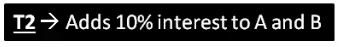 T2 → Adds 10% interest to A and B